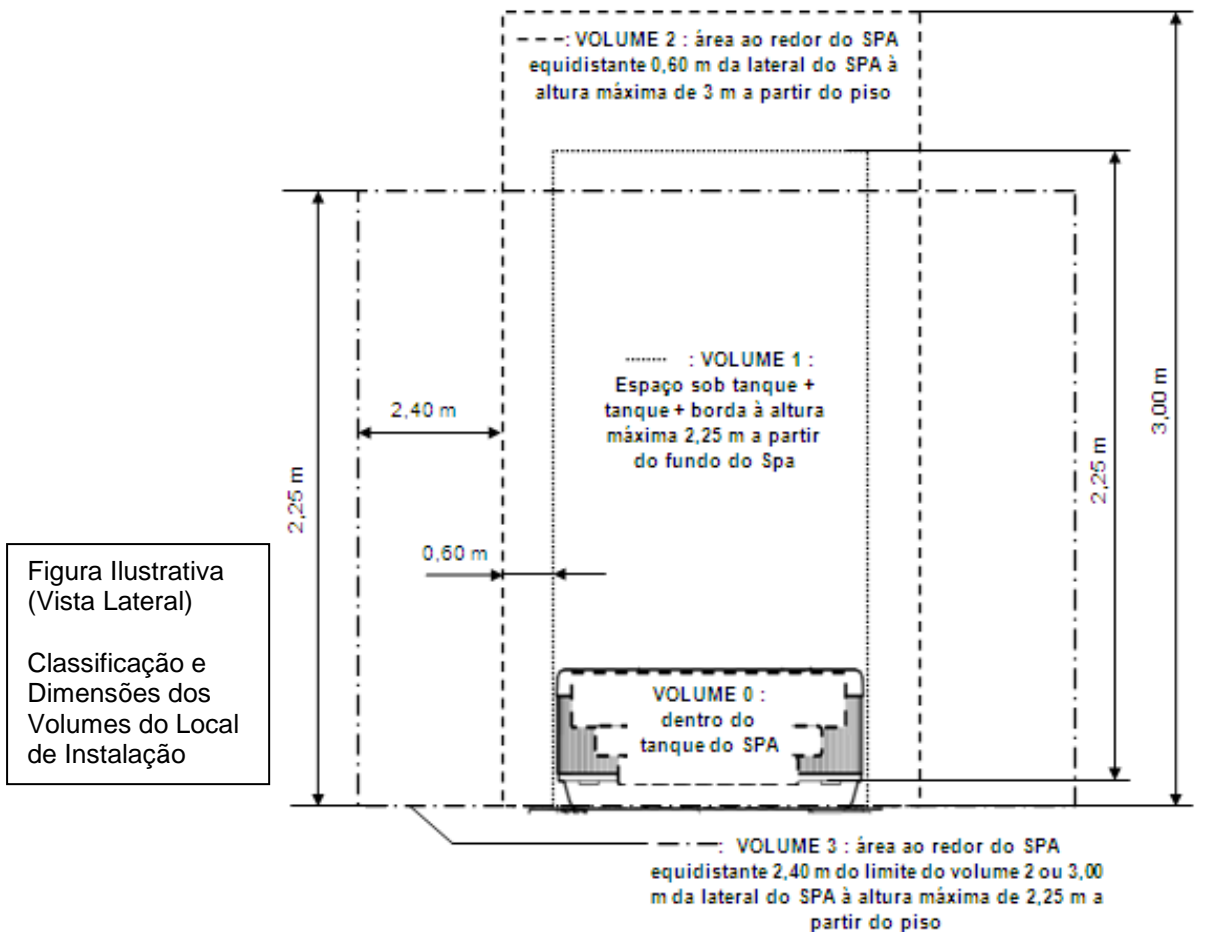 – – –: VOLUME 2 : área ao redor do SPA
equidistante 0,60 m da lateral do SPA à
altura máxima de 3 m a partir do piso
2,40 m
2,25 m
0,60 m
........ : VOLUME 1 :
Espaço sob tanque +
tanque + borda à altura
máxima 2,25 m a partir
do fundo do Spa
2,25 m
3,00 m
Figura Ilustrativa
(Vista Lateral)
Classificação e
Dimensões dos
Volumes do Local
de Instalação
VOLUME 0 :
dentro do
tanque do SPA
— · —: VOLUME 3 : área ao redor do SPA
equidistante 2,40 m do limite do volume 2 ou 3,00
m da lateral do SPA à altura máxima de 2,25 m a
partir do piso